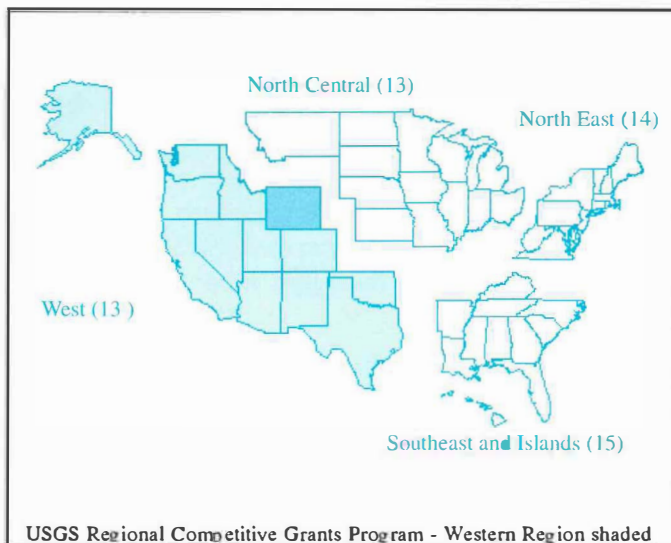 North Central (13)
North East (14)
West (13 )
Southeast and Islands (15)
USGS Regional Competitive Grants Program - Western Region shaded